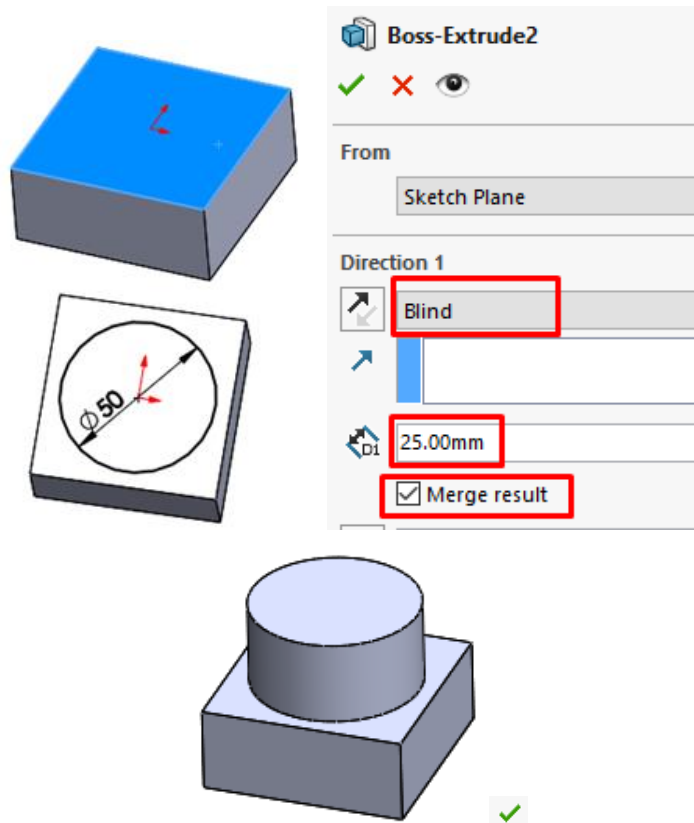 Boss-Extrude2
From
Sketch Plane
Direction 1
Blind
D1
25.00mm
Merge result
⌀50